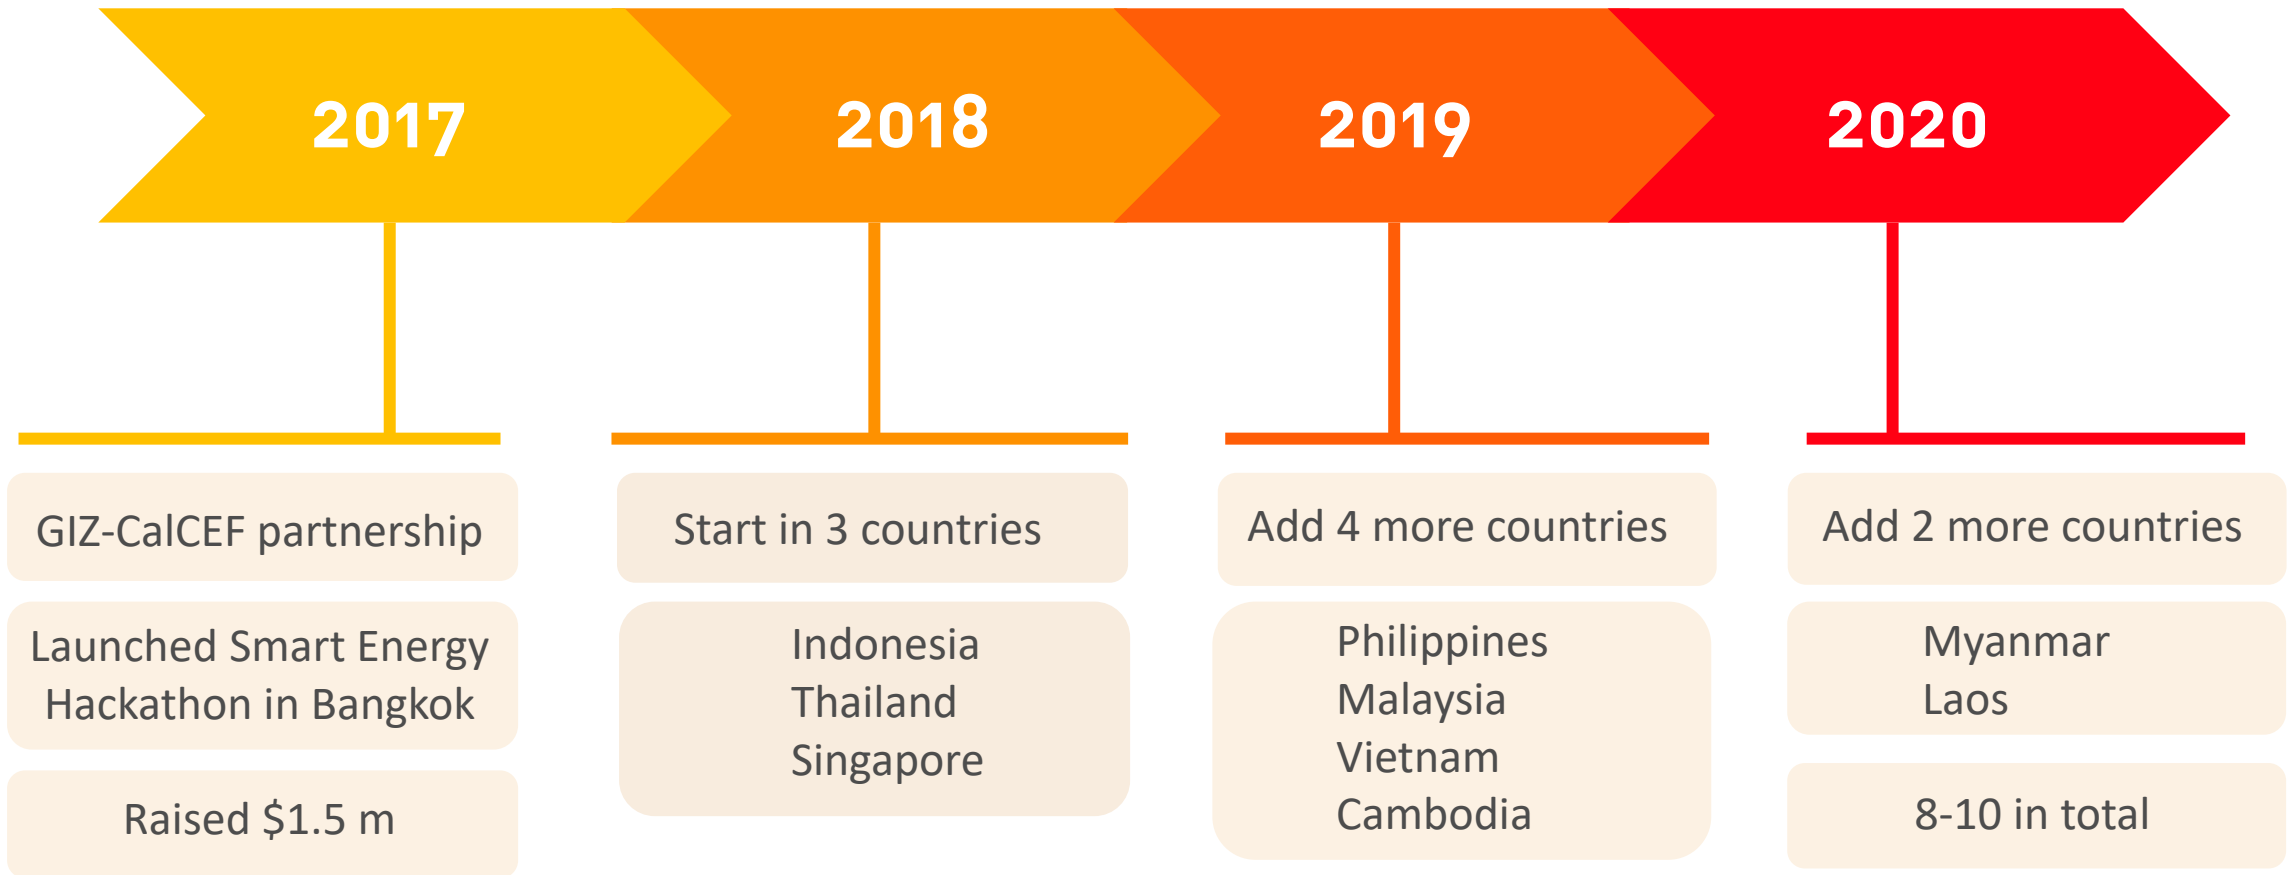 2017
2018
2019
2020
GIZ-CalCEF partnership
Launched Smart Energy
Hackathon in Bangkok
Raised $1.5 m
Start in 3 countries
Indonesia
Thailand
Singapore
Add 4 more countries
Philippines
Malaysia
Vietnam
Cambodia
Add 2 more countries
Myanmar
Laos
8-10 in total